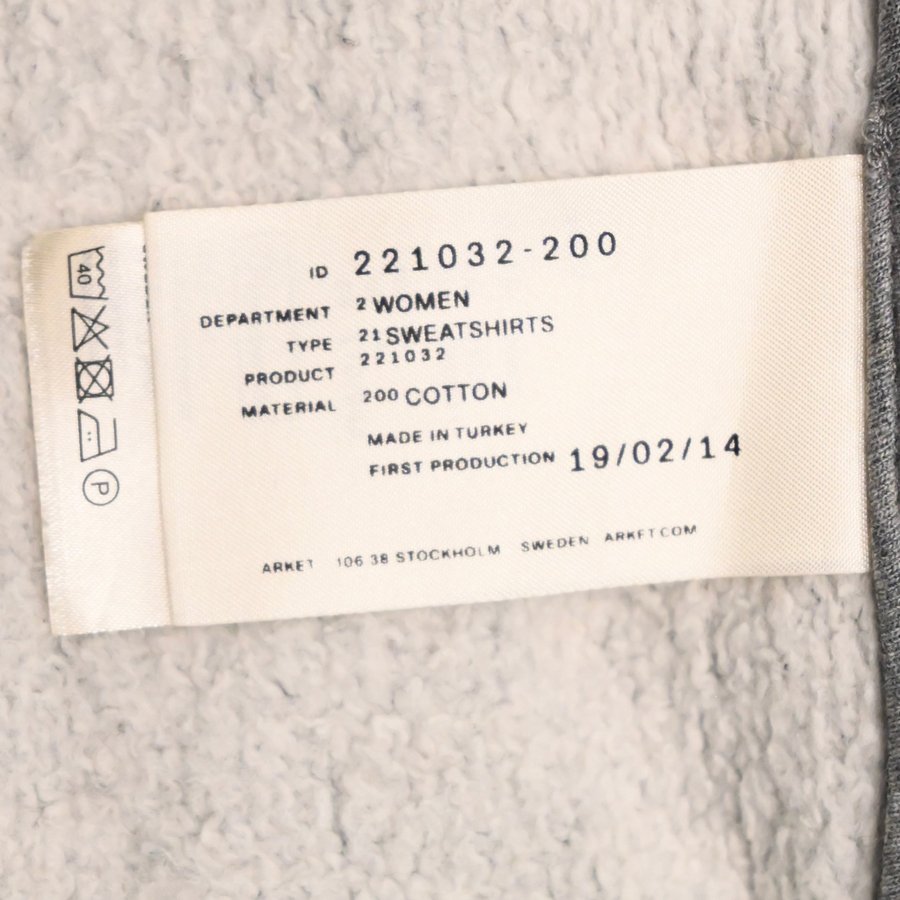 ID 221032-200
DEPARTMENT 2 WOMEN
TYPE 21 SWEATSHIRTS
PRODUCT 221032
MATERIAL 200 COTTON
MADE IN TURKEY
FIRST PRODUCTION 19/02/14
ARKET 106 38 STOCKHOLM SWEDEN ARKET.COM
40
P